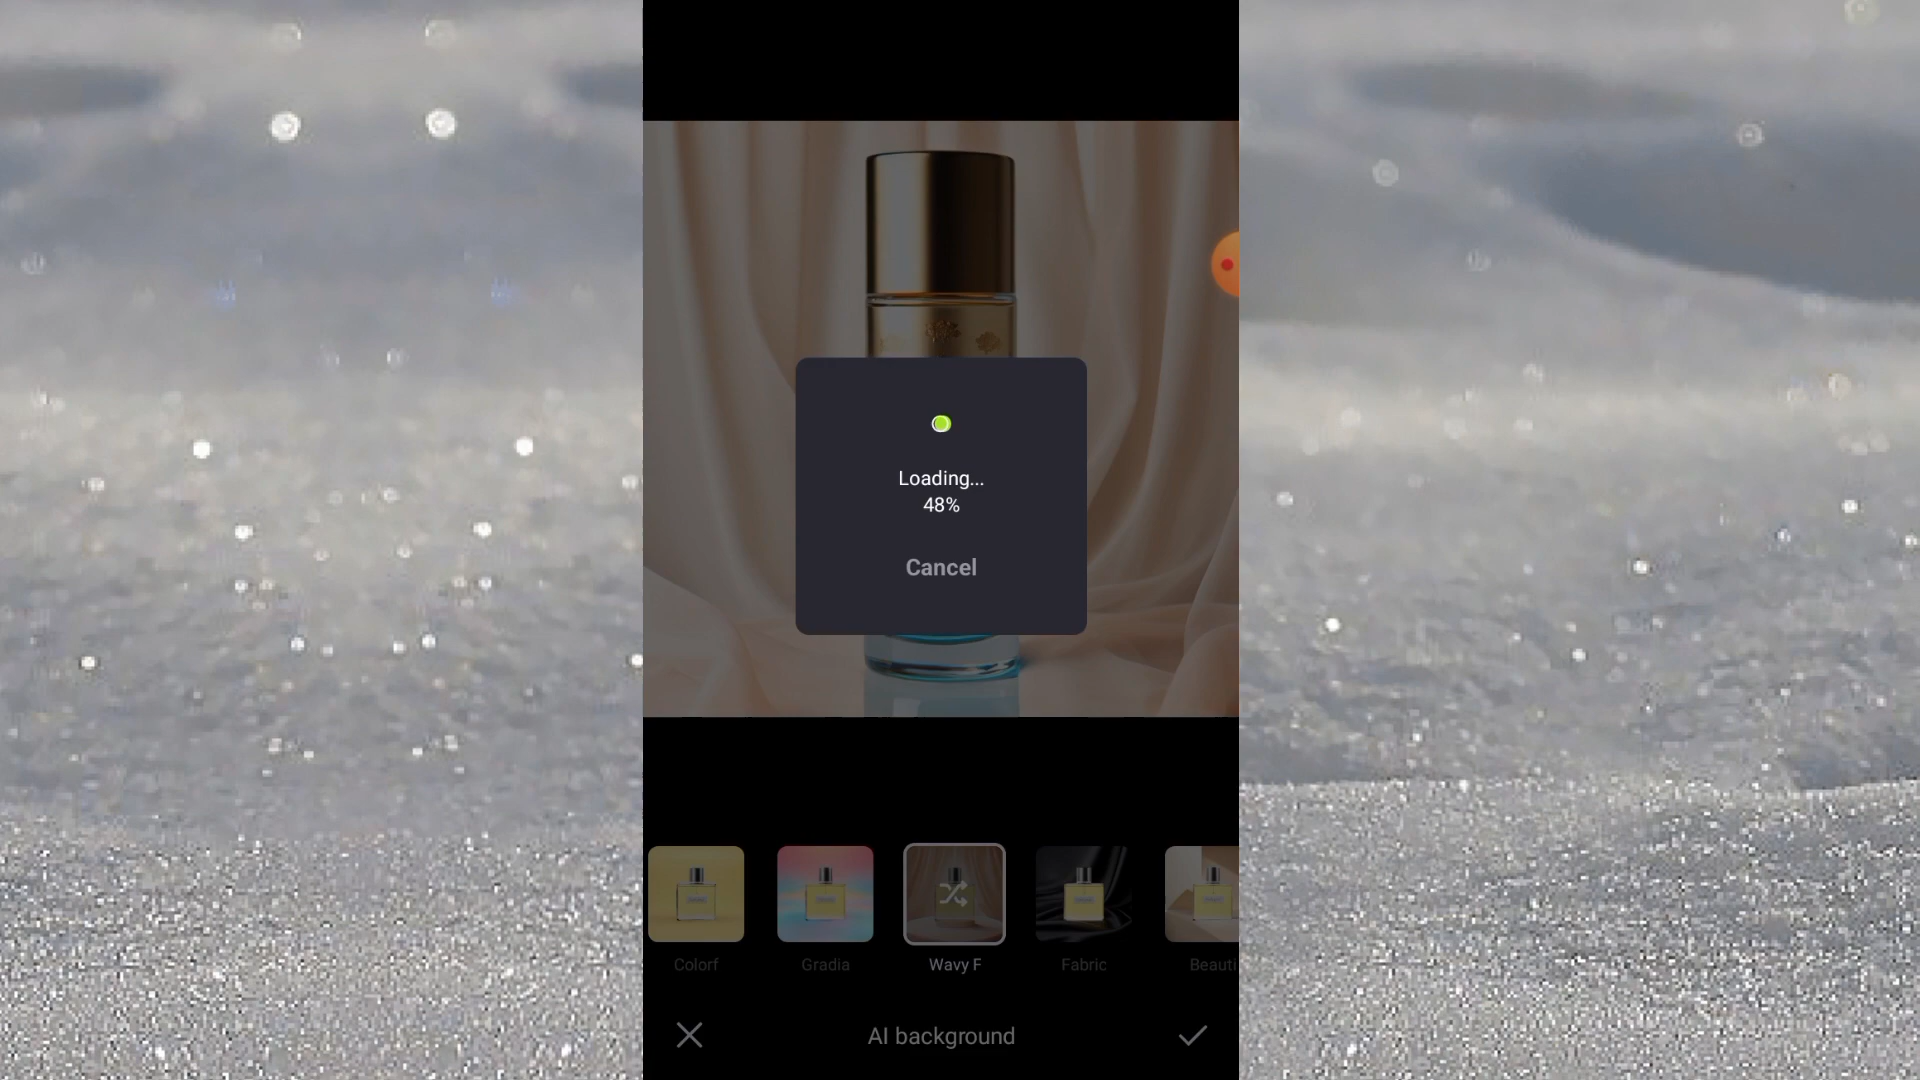 Loading...
48%
Cancel
Colorf
Gradia
Wavy F
Fabric
Beauti
AI background